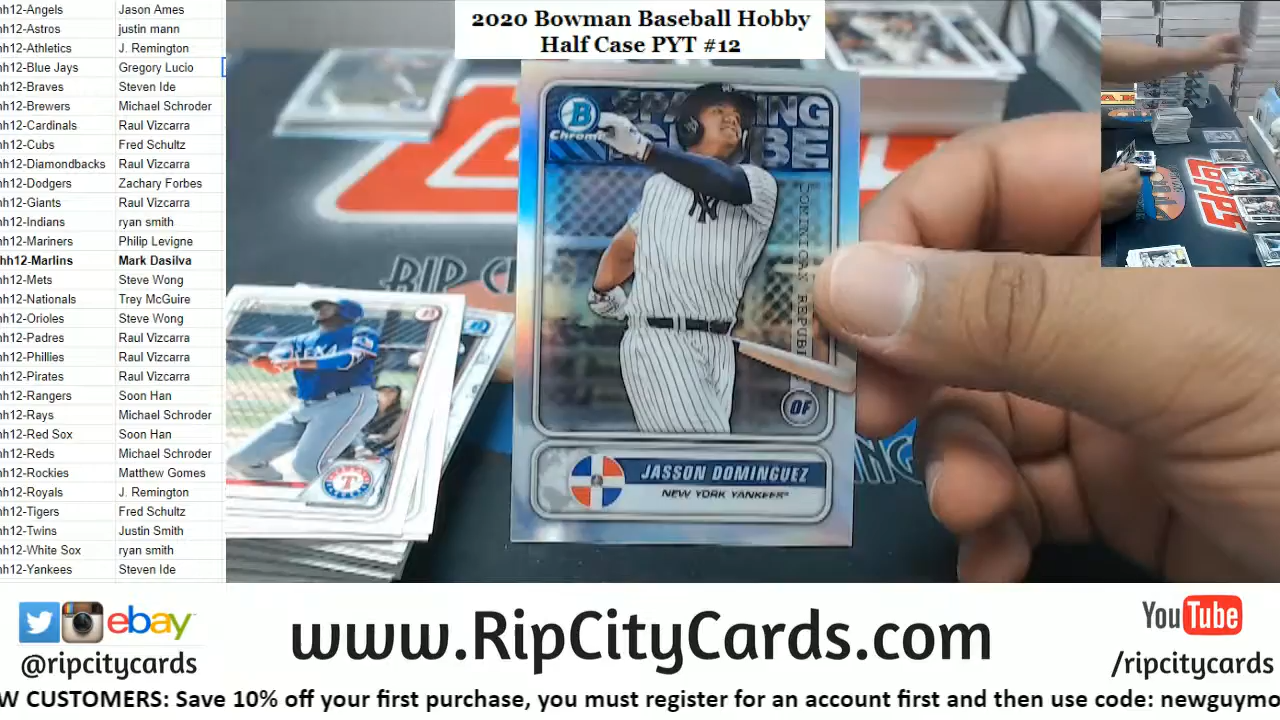 2020 Bowman Baseball Hobby
Half Case PYT #12
hh12-Angels Jason Ames
hh12-Astros justin mann
hh12-Athletics J. Remington
hh12-Blue Jays Gregory Lucio
hh12-Braves Steven Ide
hh12-Brewers Michael Schroder
hh12-Cardinals Raul Vizcarra
hh12-Cubs Fred Schultz
hh12-Diamondbacks Raul Vizcarra
hh12-Dodgers Zachary Forbes
hh12-Giants Raul Vizcarra
hh12-Indians ryan smith
hh12-Mariners Philip Levigne
hh12-Marlins Mark Dasilva
hh12-Mets Steve Wong
hh12-Nationals Trey McGuire
hh12-Orioles Steve Wong
hh12-Padres Raul Vizcarra
hh12-Phillies Raul Vizcarra
hh12-Pirates Raul Vizcarra
hh12-Rangers Soon Han
hh12-Rays Michael Schroder
hh12-Red Sox Soon Han
hh12-Reds Michael Schroder
hh12-Rockies Matthew Gomes
hh12-Royals J. Remington
hh12-Tigers Fred Schultz
hh12-Twins Justin Smith
hh12-White Sox ryan smith
hh12-Yankees Steven Ide
B
Chrome
NY
DOMINICAN REPUBLI
OF
JASSON DOMINGUEZ
NEW YORK YANKEES
RIP CI
T
TOPPS
ebay
@ripcitycards
www.RipCityCards.com
YouTube
/ripcitycards
W CUSTOMERS: Save 10% off your first purchase, you must register for an account first and then use code: newguymo